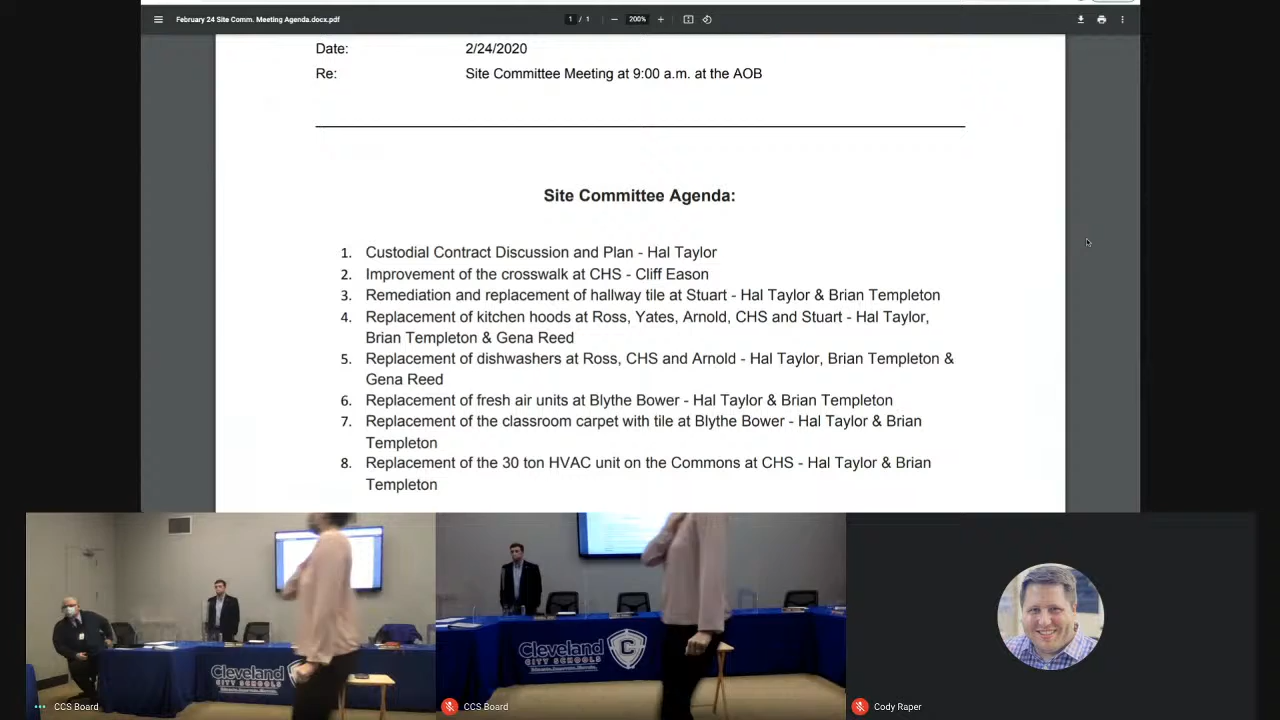 February 24 Site Comm. Meeting Agenda.docx.pdf
1 / 1
200%
Date: 2/24/2020
Re: Site Committee Meeting at 9:00 a.m. at the AOB
Site Committee Agenda:
1. Custodial Contract Discussion and Plan - Hal Taylor
2. Improvement of the crosswalk at CHS - Cliff Eason
3. Remediation and replacement of hallway tile at Stuart - Hal Taylor & Brian Templeton
4. Replacement of kitchen hoods at Ross, Yates, Arnold, CHS and Stuart - Hal Taylor,
Brian Templeton & Gena Reed
5. Replacement of dishwashers at Ross, CHS and Arnold - Hal Taylor, Brian Templeton &
Gena Reed
6. Replacement of fresh air units at Blythe Bower - Hal Taylor & Brian Templeton
7. Replacement of the classroom carpet with tile at Blythe Bower - Hal Taylor & Brian
Templeton
8. Replacement of the 30 ton HVAC unit on the Commons at CHS - Hal Taylor & Brian
Templeton
Cleveland
CITY SCHOOLS
Cleveland
CITY SCHOOLS
C
CCS Board
CCS Board
Cody Raper